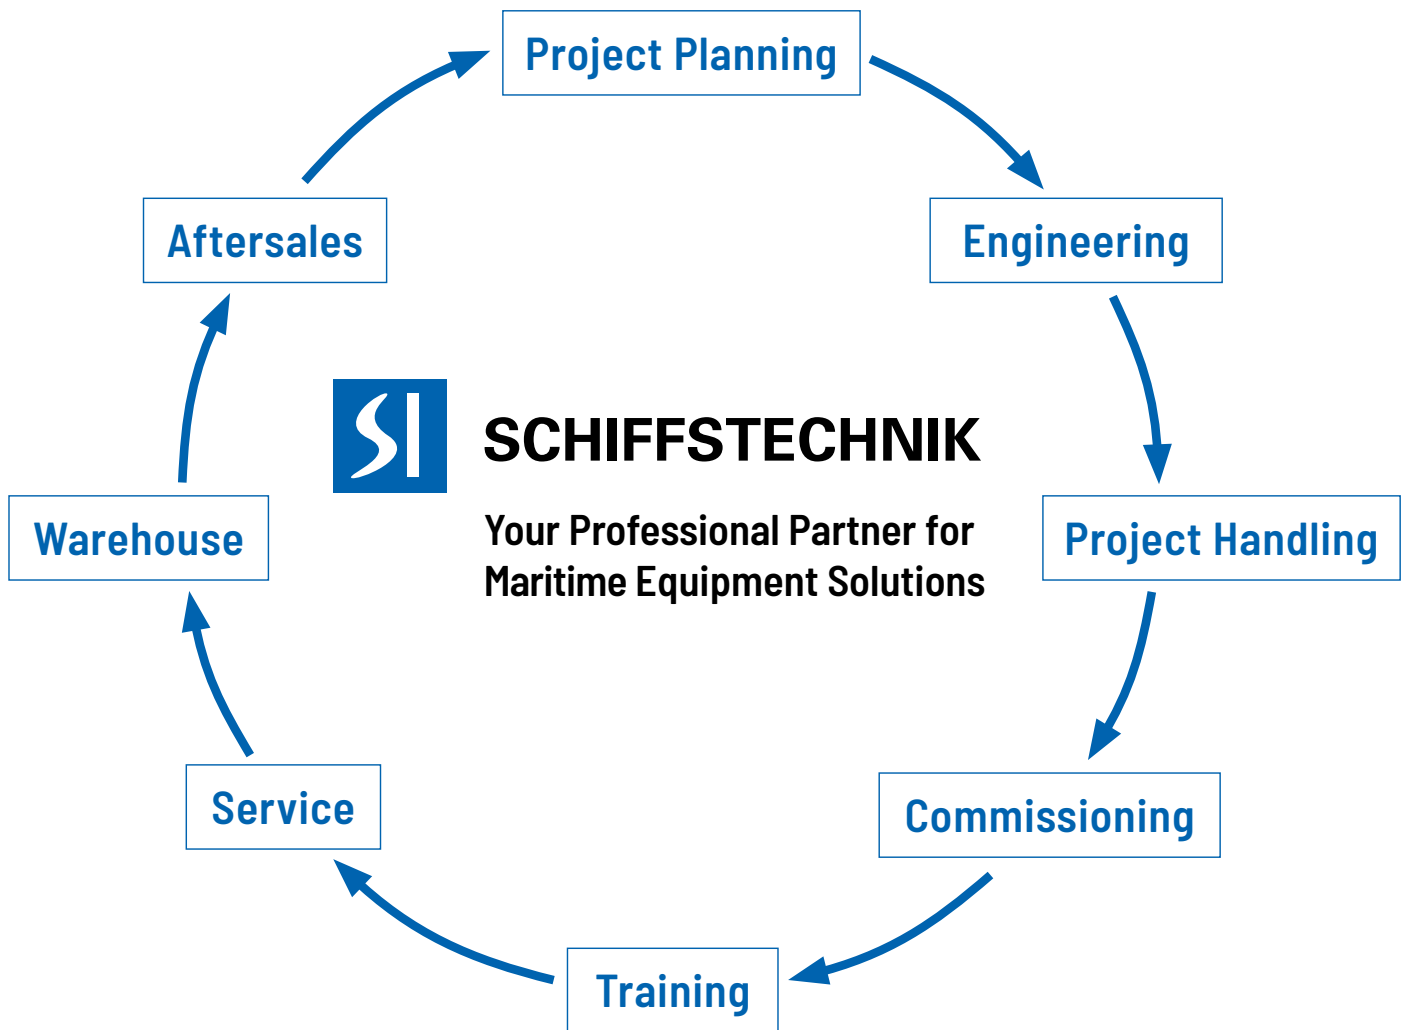 Project Planning
Aftersales
Engineering
SI SCHIFFSTECHNIK
Your Professional Partner for
Maritime Equipment Solutions
Warehouse
Project Handling
Service
Commissioning
Training